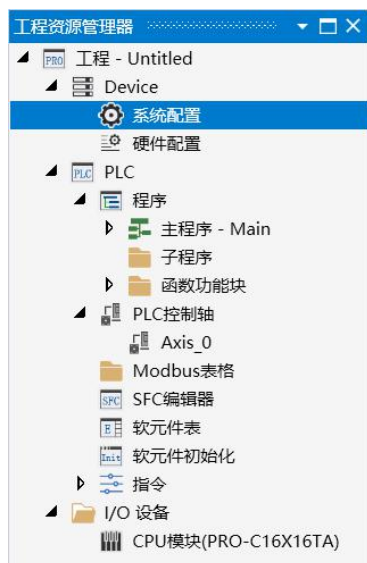 工程资源管理器
PRO 工程 - Untitled
Device
系统配置
硬件配置
PLC PLC
程序
主程序 - Main
子程序
函数功能块
PLC控制轴
Axis_0
Modbus表格
SFC SFC编辑器
E 软元件表
Init 软元件初始化
指令
I/O 设备
CPU模块(PRO-C16X16TA)